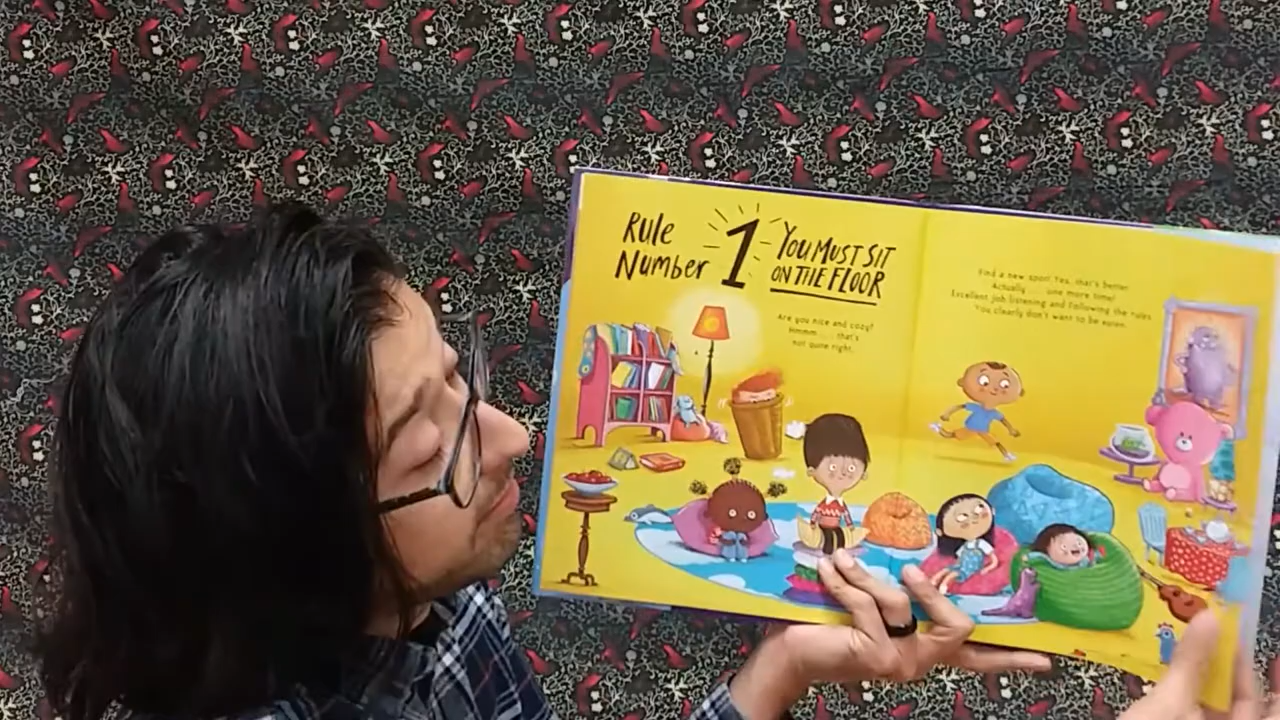 Rule
Number 1
You Must Sit
on the Floor
Are you nice and cozy?
Hmmm . . . that's
not quite right.
Find a new spot! Yes, that's better.
Actually . . . one more time!
Excellent job listening and following the rules.
You clearly don't want to be eaten.